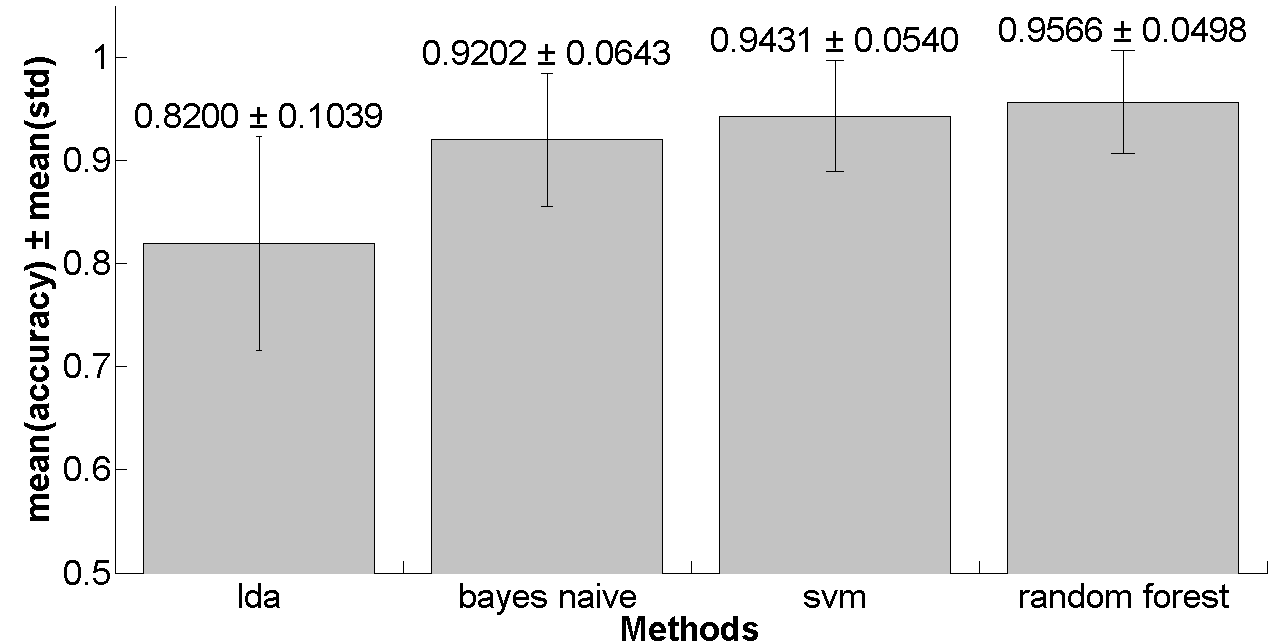 0.8200 ± 0.1039
0.9202 ± 0.0643
0.9431 ± 0.0540
0.9566 ± 0.0498
mean(accuracy) ± mean(std)
1
0.9
0.8
0.7
0.6
0.5
lda
bayes naive
svm
random forest
Methods